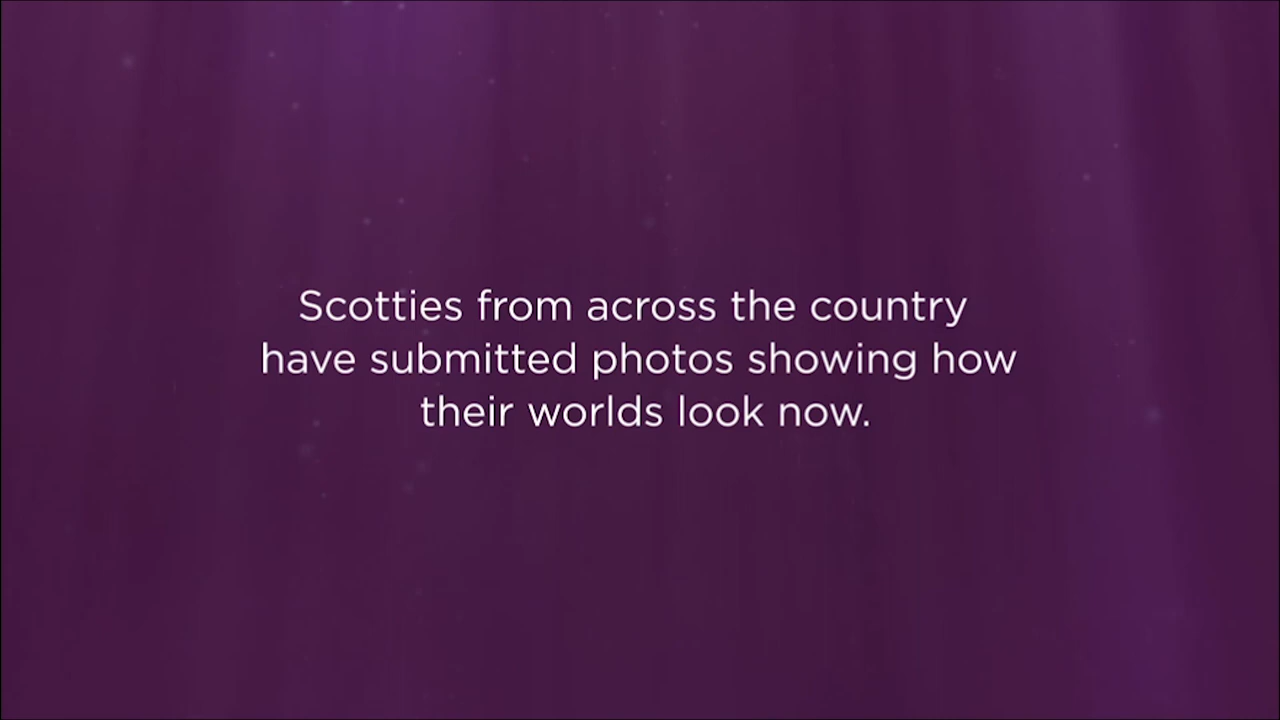 Scotties from across the country
have submitted photos showing how
their worlds look now.